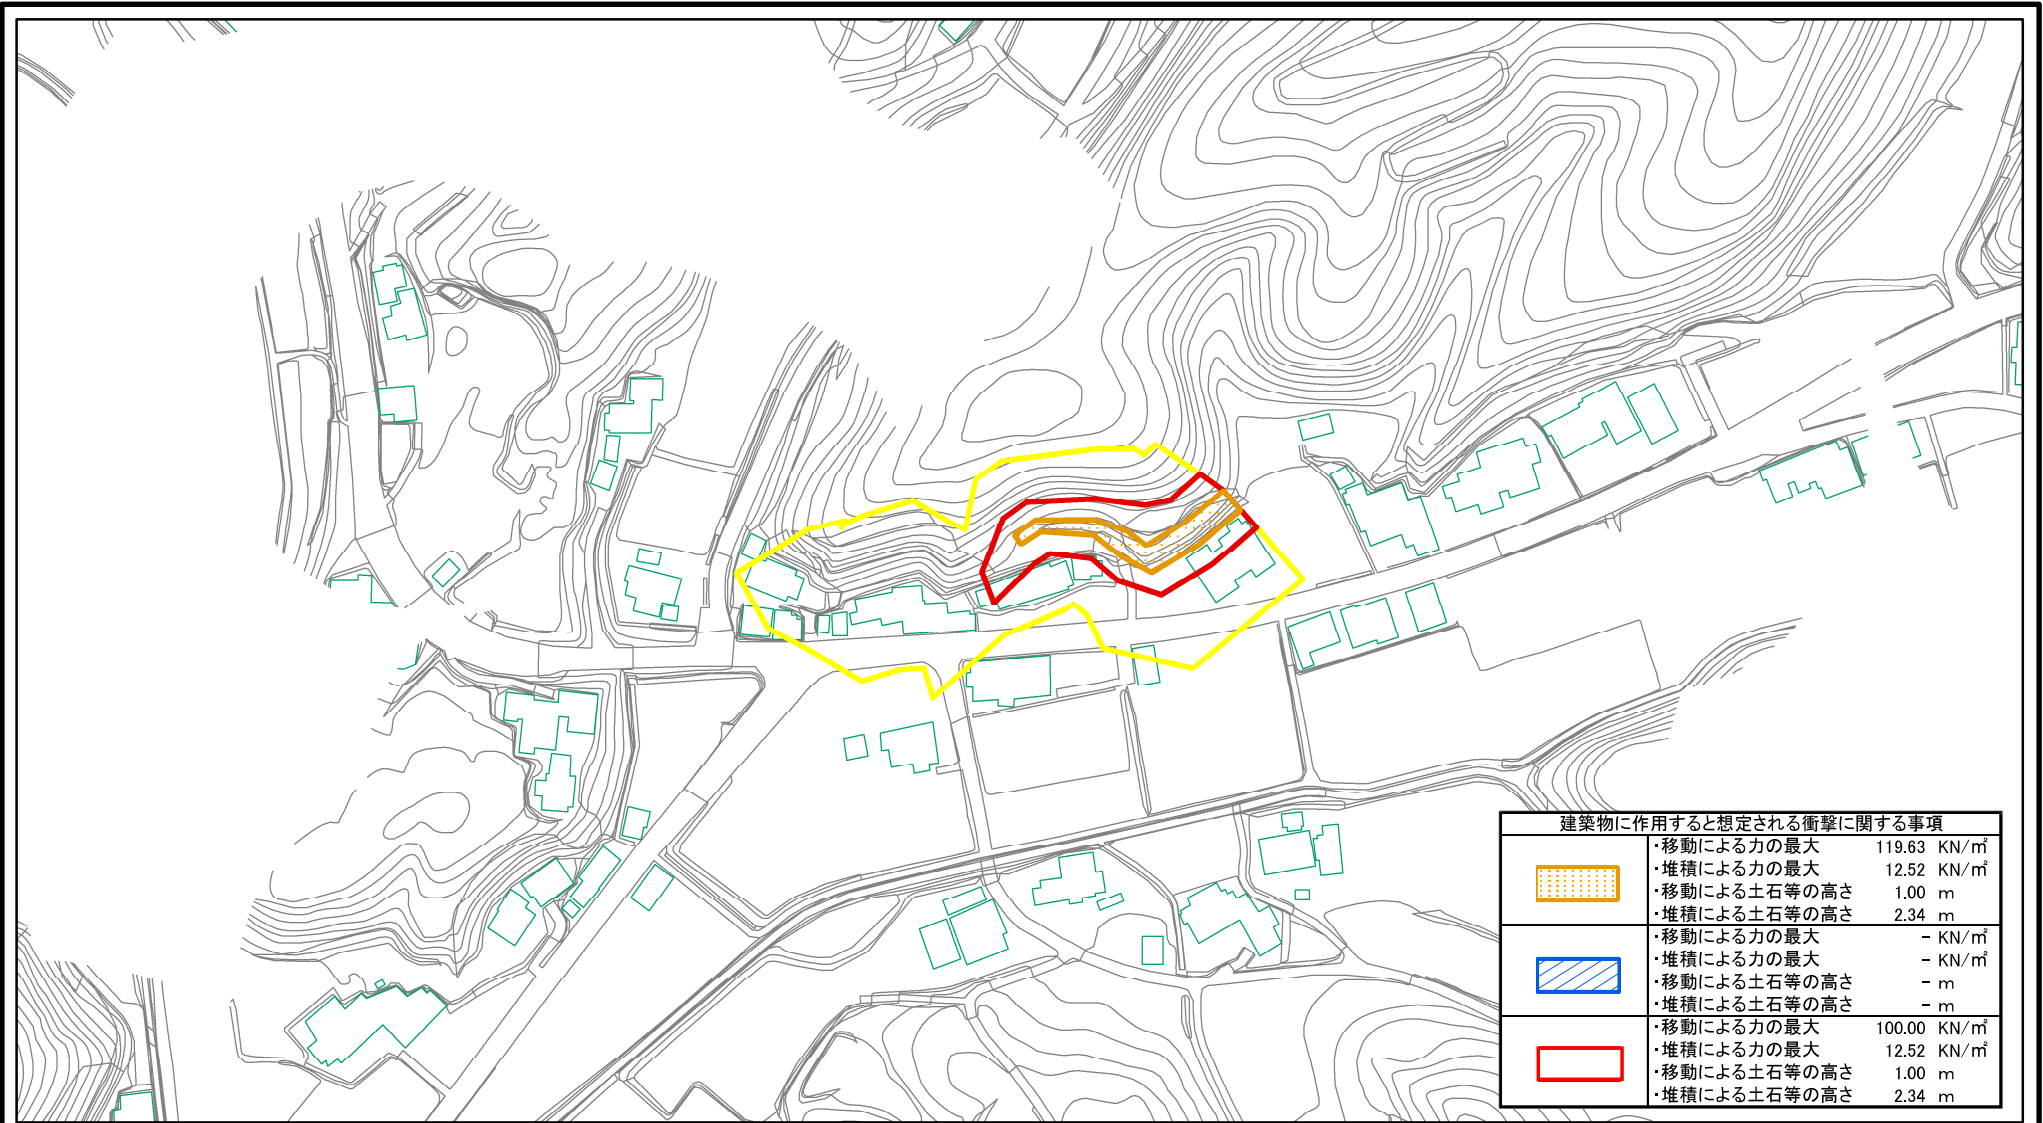 建築物に作用すると想定される衝撃に関する事項
・移動による力の最大 119.63 KN/㎡
・堆積による力の最大 12.52 KN/㎡
・移動による土石等の高さ 1.00 m
・堆積による土石等の高さ 2.34 m
・移動による力の最大 - KN/㎡
・堆積による力の最大 - KN/㎡
・移動による土石等の高さ - m
・堆積による土石等の高さ - m
・移動による力の最大 100.00 KN/㎡
・堆積による力の最大 12.52 KN/㎡
・移動による土石等の高さ 1.00 m
・堆積による土石等の高さ 2.34 m